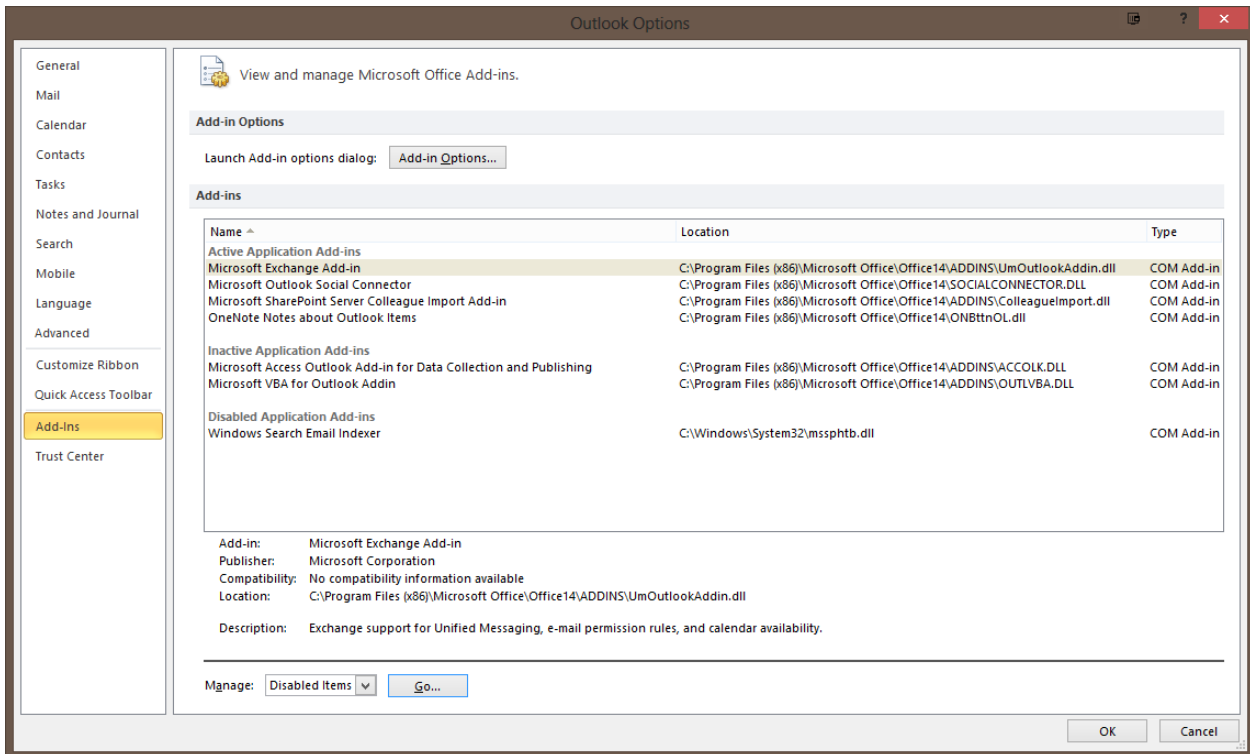 Outlook Options
?
General
Mail
Calendar
Contacts
Tasks
Notes and Journal
Search
Mobile
Language
Advanced
Customize Ribbon
Quick Access Toolbar
Add-Ins
Trust Center
View and manage Microsoft Office Add-ins.
Add-in Options
Launch Add-in options dialog: Add-in Options...
Add-ins
Name Location Type
Active Application Add-ins
Microsoft Exchange Add-in C:\Program Files (x86)\Microsoft Office\Office14\ADDINS\UmOutlookAddin.dll COM Add-in
Microsoft Outlook Social Connector C:\Program Files (x86)\Microsoft Office\Office14\SOCIALCONNECTOR.DLL COM Add-in
Microsoft SharePoint Server Colleague Import Add-in C:\Program Files (x86)\Microsoft Office\Office14\ADDINS\ColleagueImport.dll COM Add-in
OneNote Notes about Outlook Items C:\Program Files (x86)\Microsoft Office\Office14\ONBttnOL.dll COM Add-in
Inactive Application Add-ins
Microsoft Access Outlook Add-in for Data Collection and Publishing C:\Program Files (x86)\Microsoft Office\Office14\ADDINS\ACCOLK.DLL COM Add-in
Microsoft VBA for Outlook Addin C:\Program Files (x86)\Microsoft Office\Office14\ADDINS\OUTLVBA.DLL COM Add-in
Disabled Application Add-ins
Windows Search Email Indexer C:\Windows\System32\mssphtb.dll COM Add-in
Add-in: Microsoft Exchange Add-in
Publisher: Microsoft Corporation
Compatibility: No compatibility information available
Location: C:\Program Files (x86)\Microsoft Office\Office14\ADDINS\UmOutlookAddin.dll
Description: Exchange support for Unified Messaging, e-mail permission rules, and calendar availability.
Manage: Disabled Items Go...
OK Cancel